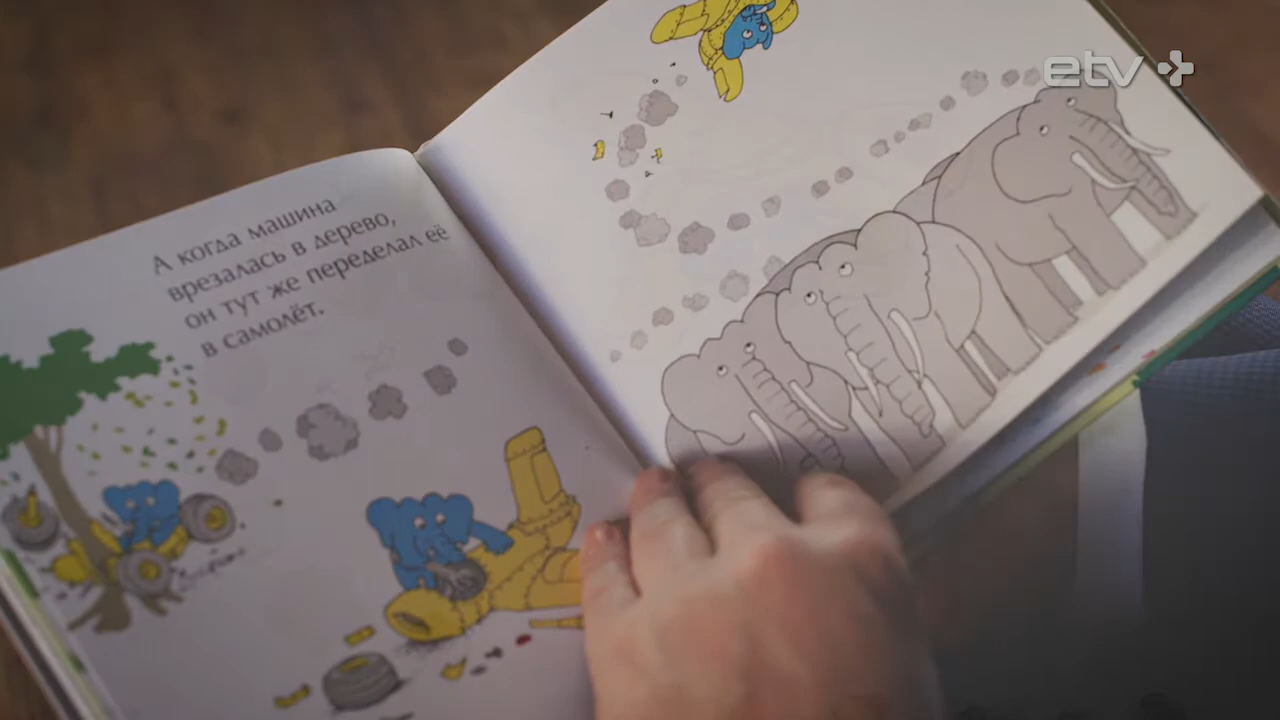 etv+
А когда машина
врезалась в дерево,
он тут же переделал её
в самолёт.